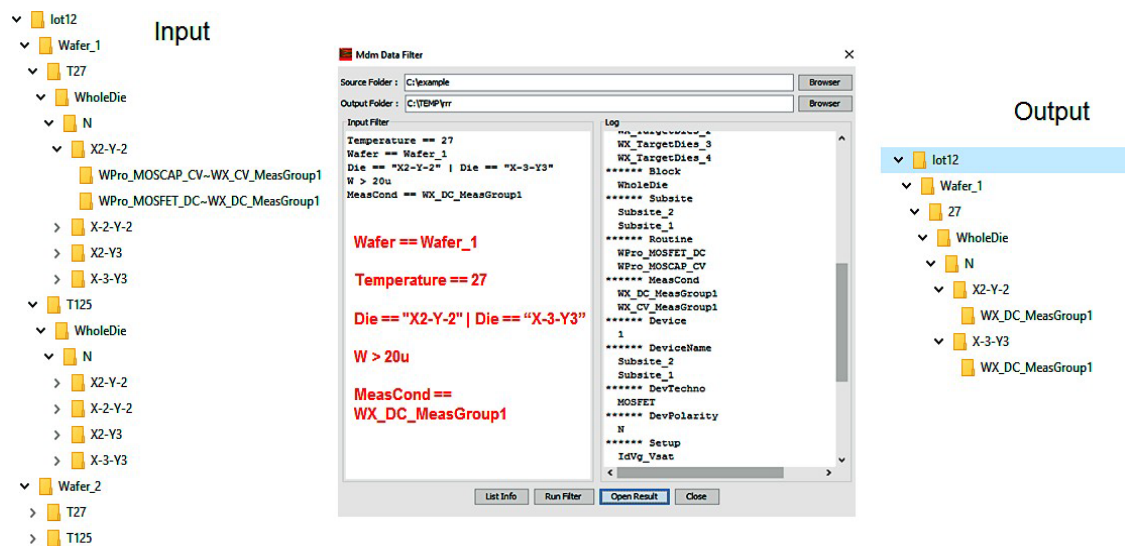 Input
lot12
Wafer_1
T27
WholeDie
N
X2-Y-2
WPro_MOSCAP_CV~WX_CV_MeasGroup1
WPro_MOSFET_DC~WX_DC_MeasGroup1
X-2-Y-2
X2-Y3
X-3-Y3
T125
WholeDie
N
X2-Y-2
X-2-Y-2
X2-Y3
X-3-Y3
Wafer_2
T27
T125
Mdm Data Filter
Source Folder : C:\example Browser
Output Folder : C:\TEMP\rrr Browser
Input Filter
Temperature == 27
Wafer == Wafer_1
Die == "X2-Y-2" | Die == "X-3-Y3"
W > 20u
MeasCond == WX_DC_MeasGroup1
Wafer == Wafer_1
Temperature == 27
Die == "X2-Y-2" | Die == “X-3-Y3”
W > 20u
MeasCond ==
WX_DC_MeasGroup1
Log
WX_TargetDies_2
WX_TargetDies_3
WX_TargetDies_4
****** Block
WholeDie
****** Subsite
Subsite_2
Subsite_1
****** Routine
WPro_MOSFET_DC
WPro_MOSCAP_CV
****** MeasCond
WX_DC_MeasGroup1
WX_CV_MeasGroup1
****** Device
1
****** DeviceName
Subsite_2
Subsite_1
****** DevTechno
MOSFET
****** DevPolarity
N
****** Setup
IdVg_Vsat
List Info Run Filter Open Result Close
Output
lot12
Wafer_1
27
WholeDie
N
X2-Y-2
WX_DC_MeasGroup1
X-3-Y3
WX_DC_MeasGroup1